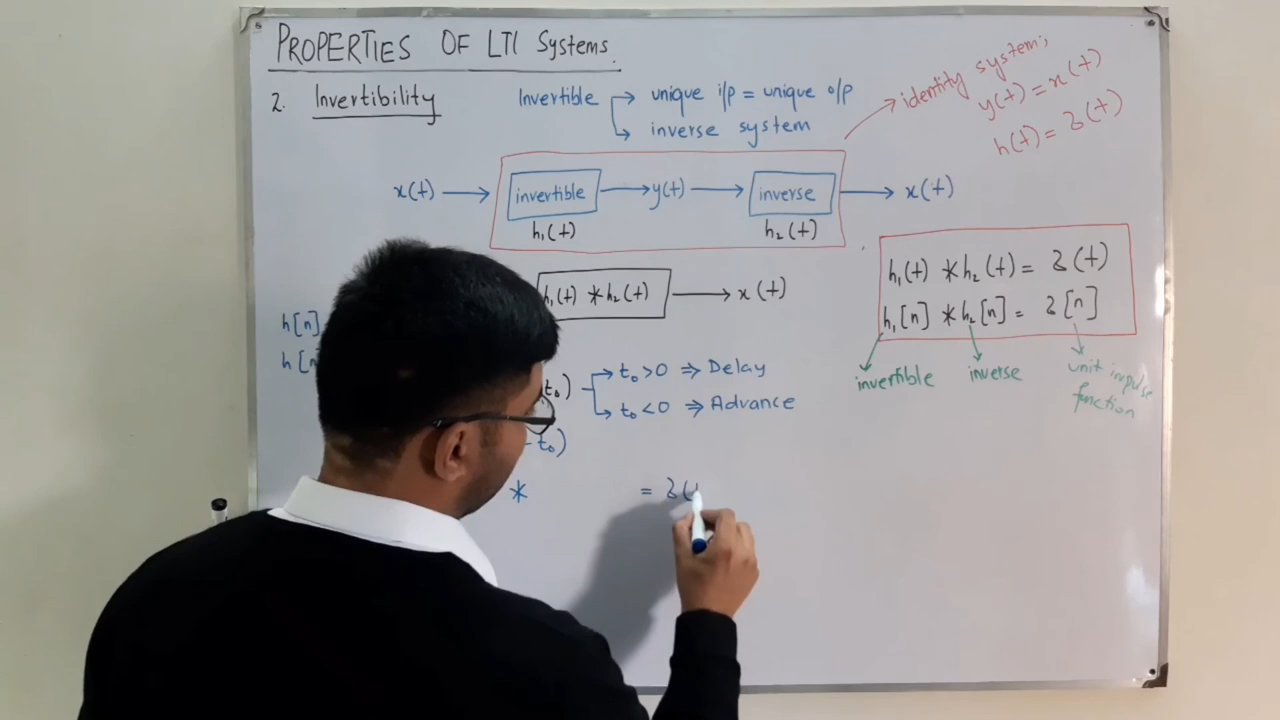 PROPERTIES OF LTI Systems.
2. Invertibility
Invertible → unique i/p = unique o/p
↳ inverse system
→ identity system;
y(t) = x(t)
h(t) = δ(t)
x(t) → invertible → y(t) → inverse → x(t)
h₁(t) h₂(t)
h₁(t) * h₂(t) → x(t)
h₁(t) * h₂(t) = δ(t)
h₁[n] * h₂[n] = δ[n]
invertible inverse unit impulse
function
h[n]
h[n
t₀) → t₀ > 0 ⇒ Delay
↳ t₀ < 0 ⇒ Advance
- t₀)
* = δ(